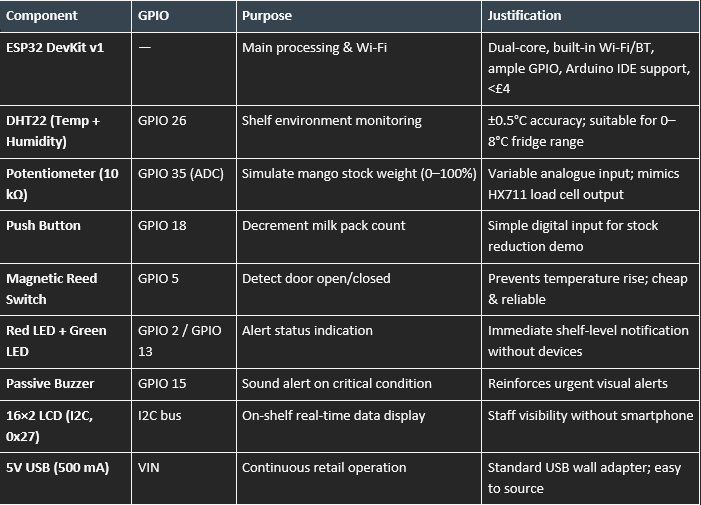 Component GPIO Purpose Justification
ESP32 DevKit v1 — Main processing & Wi-Fi Dual-core, built-in Wi-Fi/BT,
ample GPIO, Arduino IDE support,
<£4
DHT22 (Temp + GPIO 26 Shelf environment monitoring ±0.5°C accuracy; suitable for 0–
Humidity) 8°C fridge range
Potentiometer (10 GPIO 35 (ADC) Simulate mango stock weight (0–100%) Variable analogue input; mimics
kΩ) HX711 load cell output
Push Button GPIO 18 Decrement milk pack count Simple digital input for stock
reduction demo
Magnetic Reed GPIO 5 Detect door open/closed Prevents temperature rise; cheap
Switch & reliable
Red LED + Green GPIO 2 / GPIO Alert status indication Immediate shelf-level notification
LED 13 without devices
Passive Buzzer GPIO 15 Sound alert on critical condition Reinforces urgent visual alerts
16×2 LCD (I2C, I2C bus On-shelf real-time data display Staff visibility without smartphone
0x27)
5V USB (500 mA) VIN Continuous retail operation Standard USB wall adapter; easy
to source